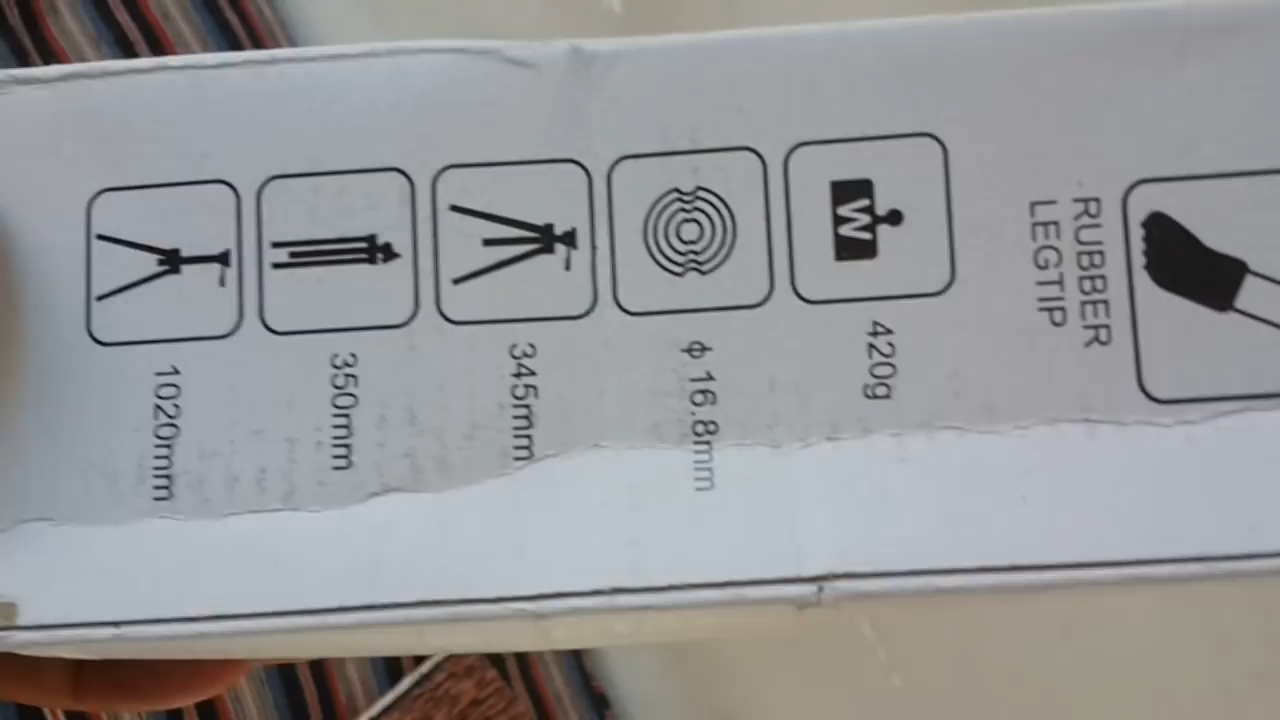 1020mm
350mm
345mm
ϕ 16.8mm
W
420g
RUBBER
LEGTIP